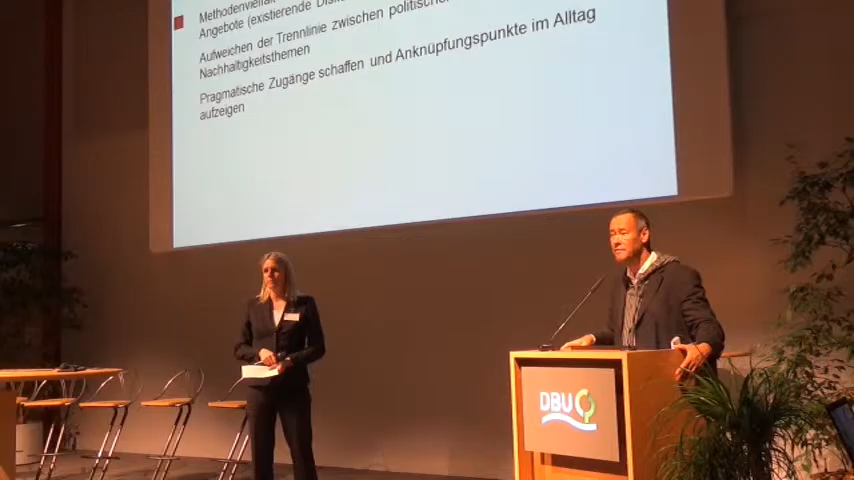 Methodenvielfalt
Angebote (existierende
Aufweichen der Trennlinie zwischen politischen
Nachhaltigkeitsthemen
Pragmatische Zugänge schaffen und Anknüpfungspunkte im Alltag
aufzeigen
DBU